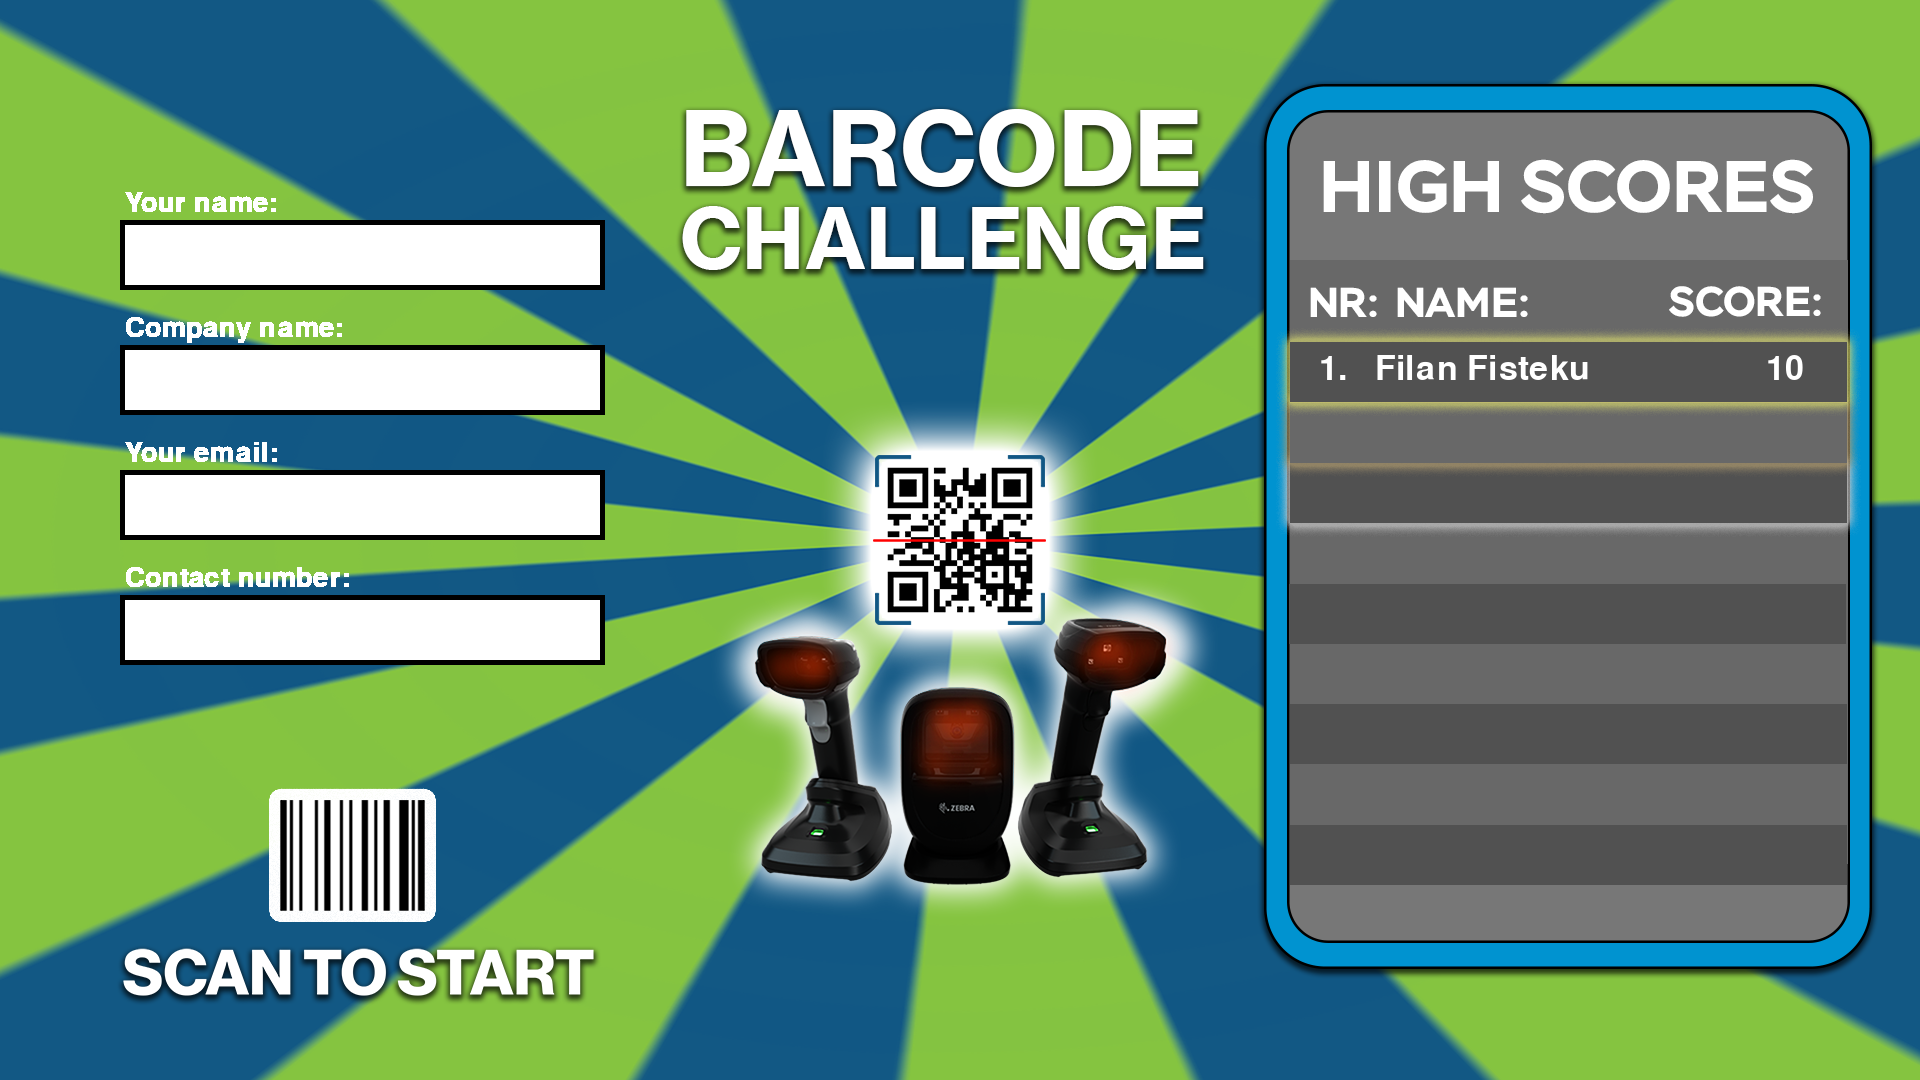 BARCODE
CHALLENGE
Your name:
Company name:
Your email:
Contact number:
SCAN TO START
ZEBRA
HIGH SCORES
NR: NAME: SCORE:
1. Filan Fisteku 10